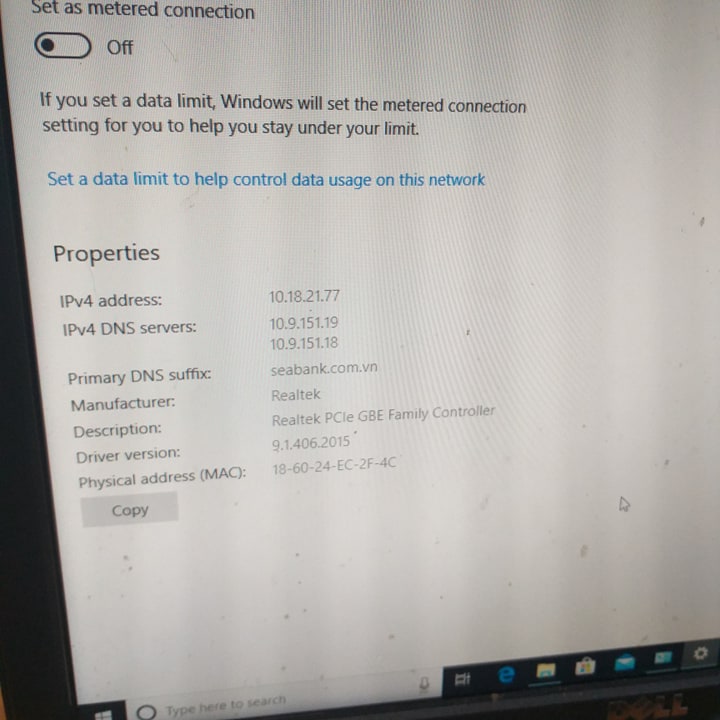 Set as metered connection
Off
If you set a data limit, Windows will set the metered connection
setting for you to help you stay under your limit.
Set a data limit to help control data usage on this network
Properties
IPv4 address: 10.18.21.77
IPv4 DNS servers: 10.9.151.19
10.9.151.18
Primary DNS suffix: seabank.com.vn
Manufacturer: Realtek
Description: Realtek PCIe GBE Family Controller
Driver version: 9.1.406.2015
Physical address (MAC): 18-60-24-EC-2F-4C
Copy
Type here to search
DELL